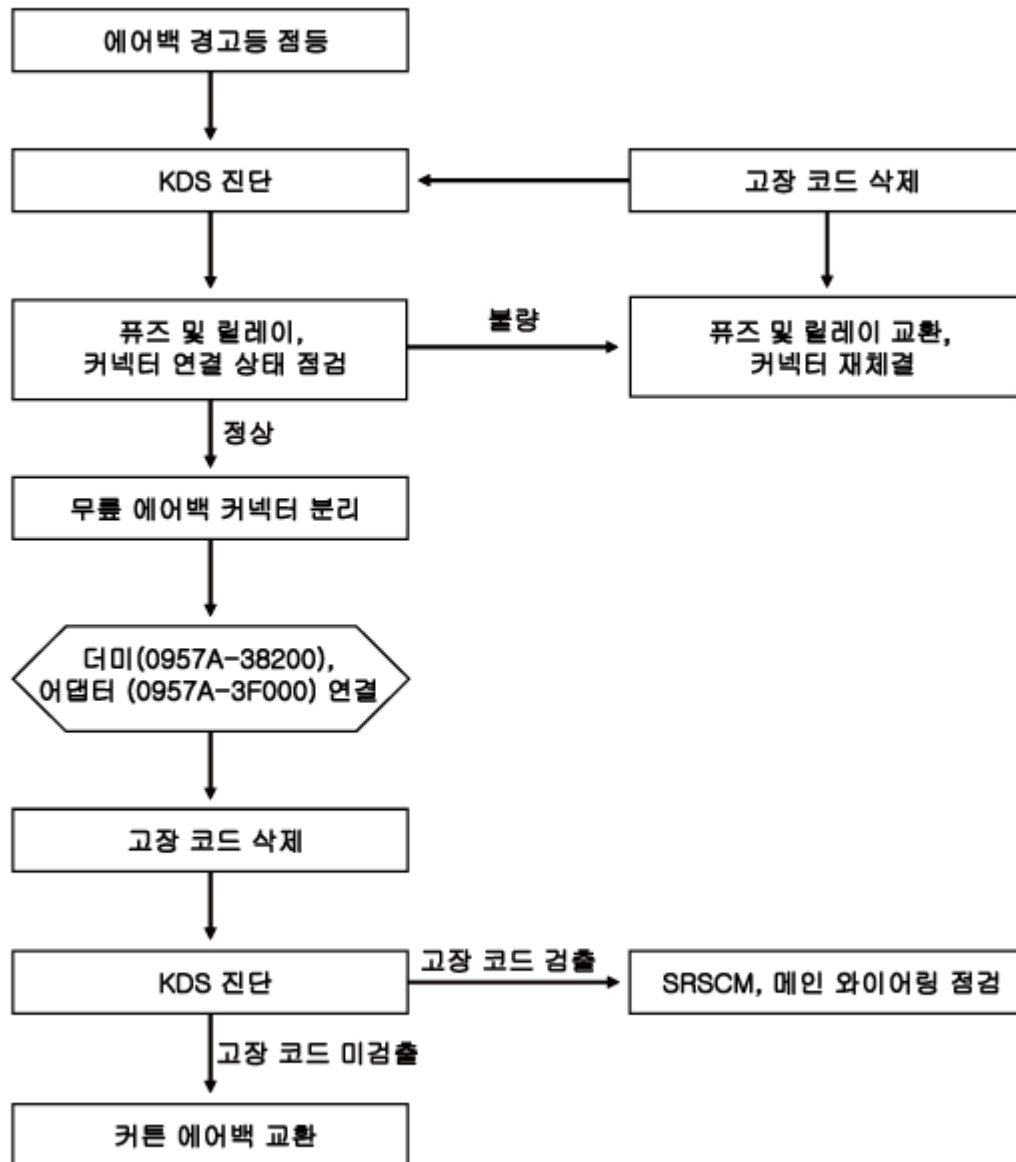 에어백 경고등 점등
KDS 진단
고장 코드 삭제
퓨즈 및 릴레이,
커넥터 연결 상태 점검
불량
퓨즈 및 릴레이 교환,
커넥터 재체결
정상
무릎 에어백 커넥터 분리
더미(0957A-38200),
어댑터 (0957A-3F000) 연결
고장 코드 삭제
KDS 진단
고장 코드 검출
SRSCM, 메인 와이어링 점검
고장 코드 미검출
커튼 에어백 교환